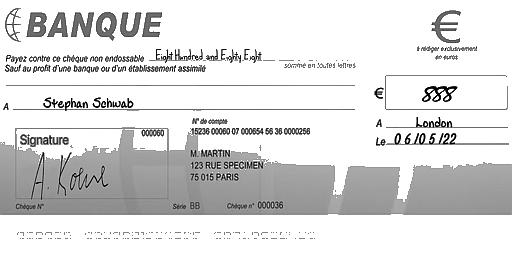 BANQUE
€
à rédiger exclusivement
en euros
Payez contre ce chèque non endossable Eight Hundred and Eighty Eight
somme en toutes lettres
Sauf au profit d'une banque ou d'un établissement assimilé
€ 888
A Stephan Schwab
A London
Le 06/05/22
Signature
000060
N° de compte
15236 00060 07 000654 56 36 0000256
M. MARTIN
123 RUE SPECIMEN
75 015 PARIS
Chèque N°
Série BB
Chèque n° 000036